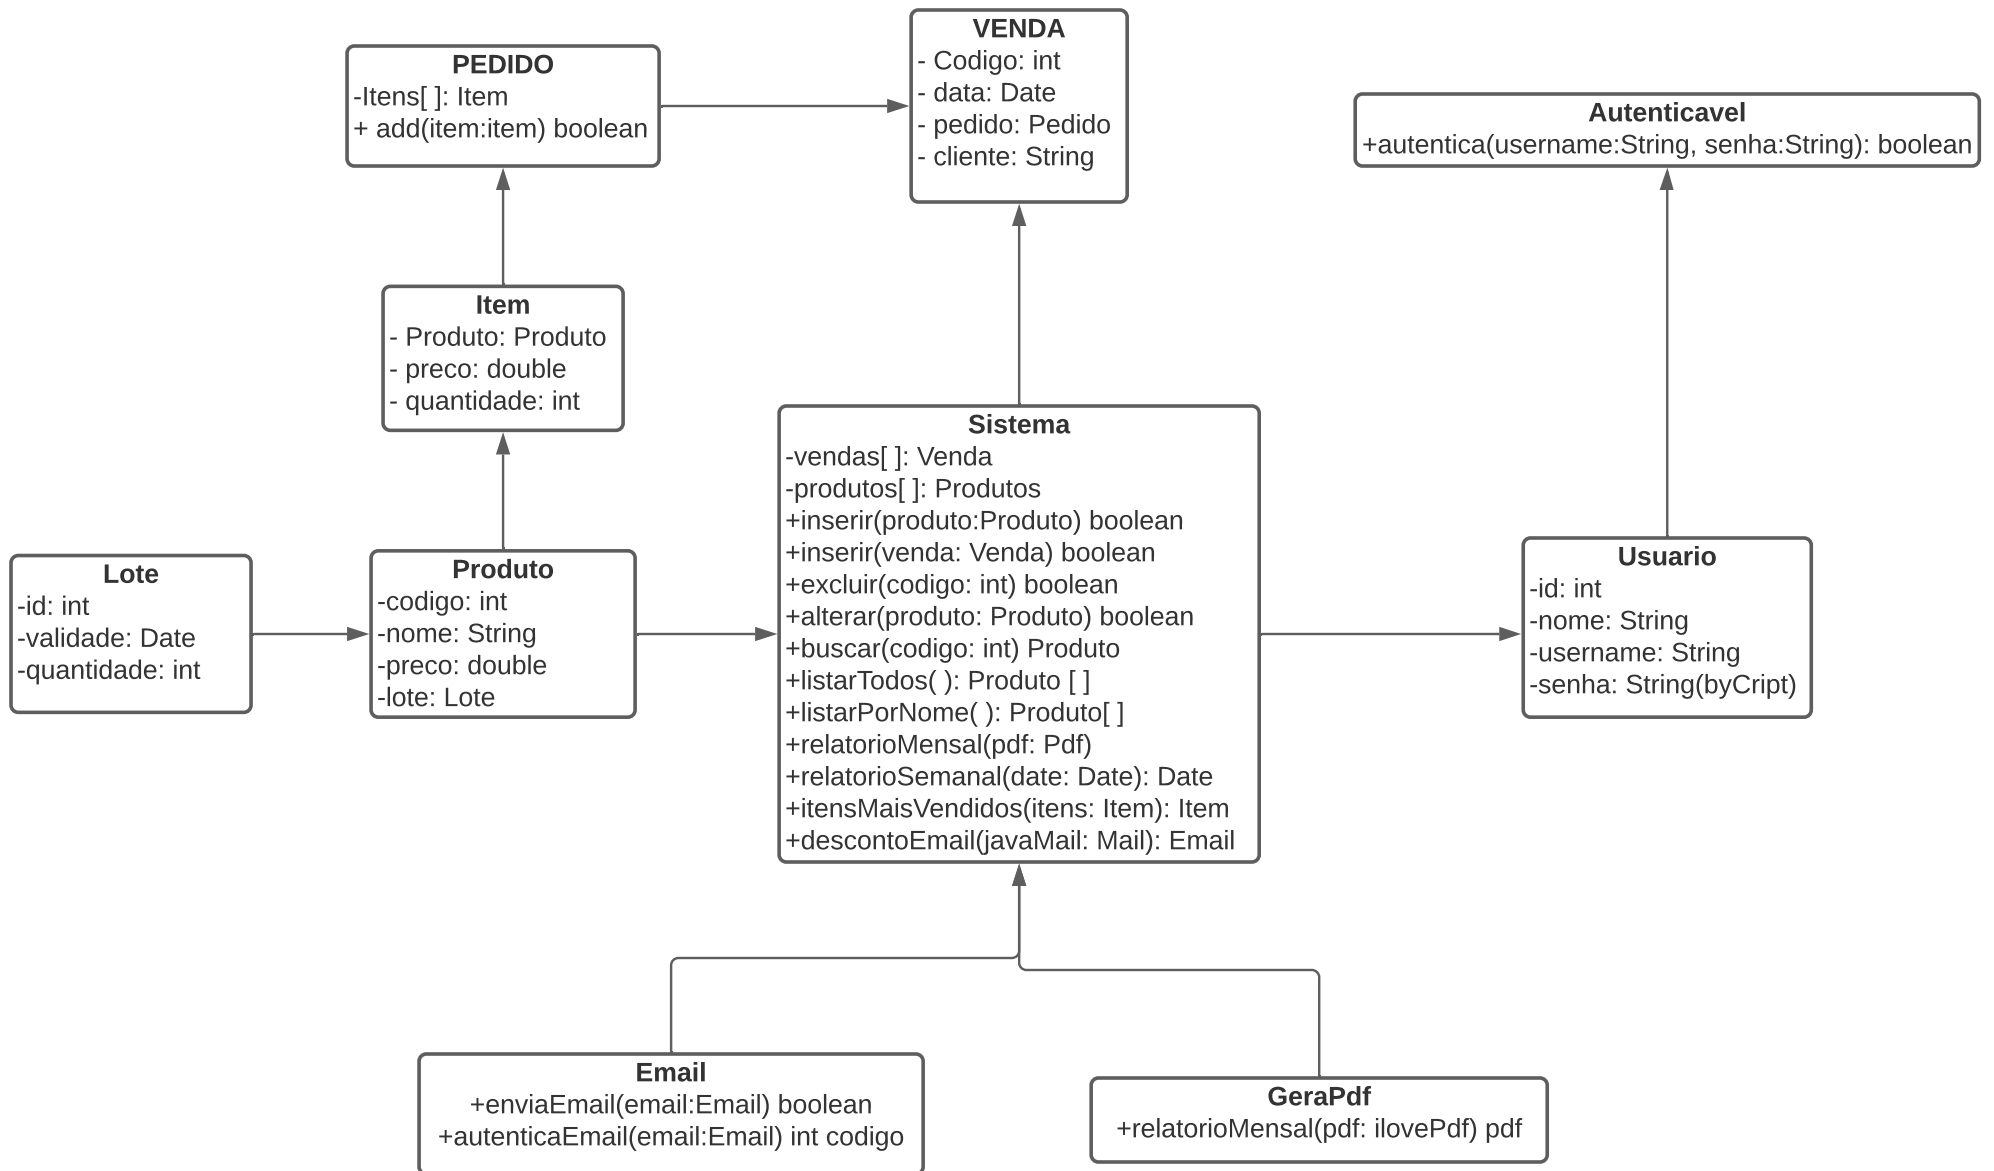 PEDIDO
-Itens[ ]: Item
+ add(item:item) boolean
VENDA
- Codigo: int
- data: Date
- pedido: Pedido
- cliente: String
Autenticavel
+autentica(username:String, senha:String): boolean
Item
- Produto: Produto
- preco: double
- quantidade: int
Sistema
-vendas[ ]: Venda
-produtos[ ]: Produtos
+inserir(produto:Produto) boolean
+inserir(venda: Venda) boolean
+excluir(codigo: int) boolean
+alterar(produto: Produto) boolean
+buscar(codigo: int) Produto
+listarTodos( ): Produto [ ]
+listarPorNome( ): Produto[ ]
+relatorioMensal(pdf: Pdf)
+relatorioSemanal(date: Date): Date
+itensMaisVendidos(itens: Item): Item
+descontoEmail(javaMail: Mail): Email
Lote
-id: int
-validade: Date
-quantidade: int
Produto
-codigo: int
-nome: String
-preco: double
-lote: Lote
Usuario
-id: int
-nome: String
-username: String
-senha: String(byCript)
Email
+enviaEmail(email:Email) boolean
+autenticaEmail(email:Email) int codigo
GeraPdf
+relatorioMensal(pdf: ilovePdf) pdf